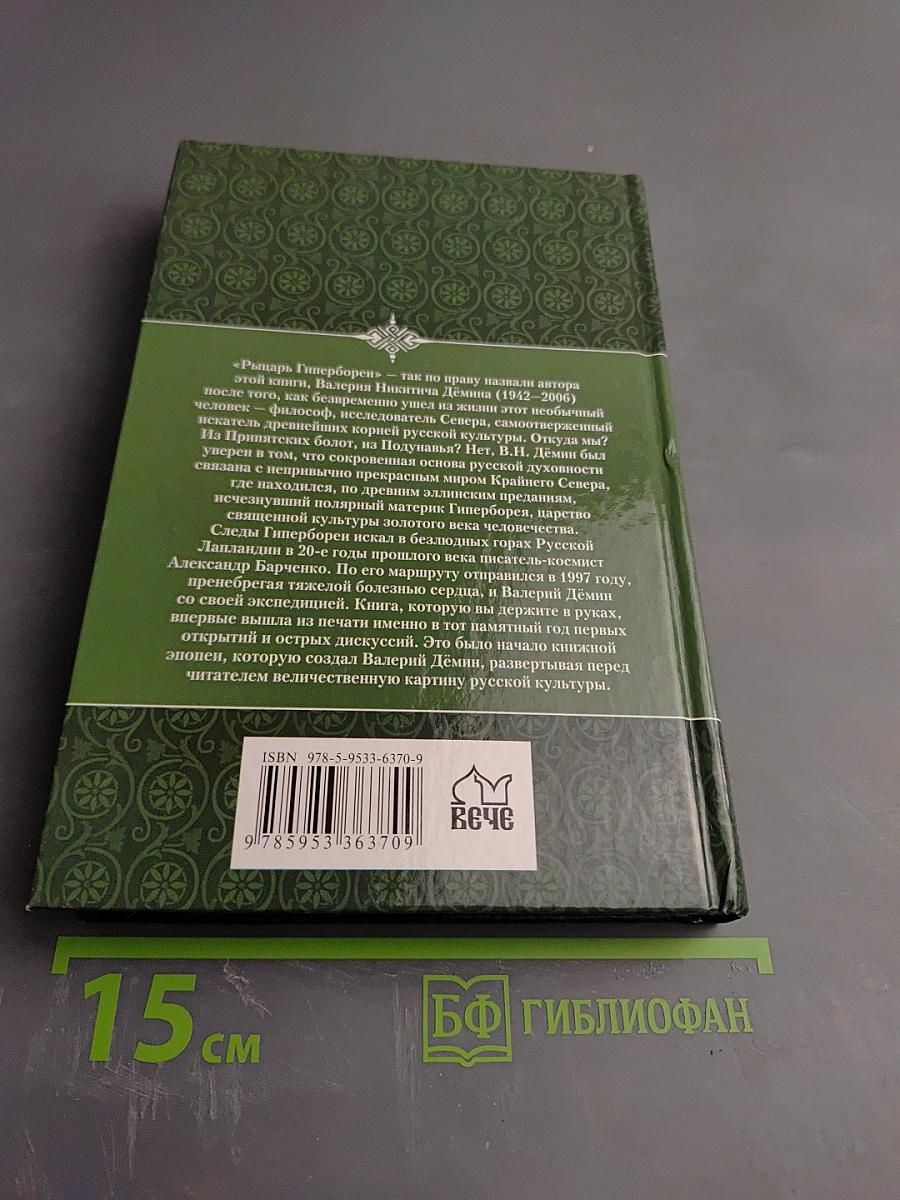 «Рыцарь Гипербореи» — так по праву назвали автора
этой книги, Валерия Никитича Дёмина (1942—2006)
после того, как безвременно ушел из жизни этот необычный
человек — философ, исследователь Севера, самоотверженный
искатель древнейших корней русской культуры. Откуда мы?
Из Припятских болот, из Подунавья? Нет, В.Н. Дёмин был
уверен в том, что сокровенная основа русской духовности
связана с непривычно прекрасным миром Крайнего Севера,
где находился, по древним эллинским преданиям,
исчезнувший полярный материк Гиперборея, царство
священной культуры золотого века человечества.
Следы Гипербореи искал в безлюдных горах Русской
Лапландии в 20-е годы прошлого века писатель-космист
Александр Барченко. По его маршруту отправился в 1997 году,
пренебрегая тяжелой болезнью сердца, и Валерий Дёмин
со своей экспедицией. Книга, которую вы держите в руках,
впервые вышла из печати именно в тот памятный год первых
открытий и острых дискуссий. Это было начало книжной
эпопеи, которую создал Валерий Дёмин, развертывая перед
читателем величественную картину русской культуры.
ISBN 978-5-9533-6370-9
9 785953 363709
ВЕЧЕ
15 см
БФ ГИБЛИОФАН